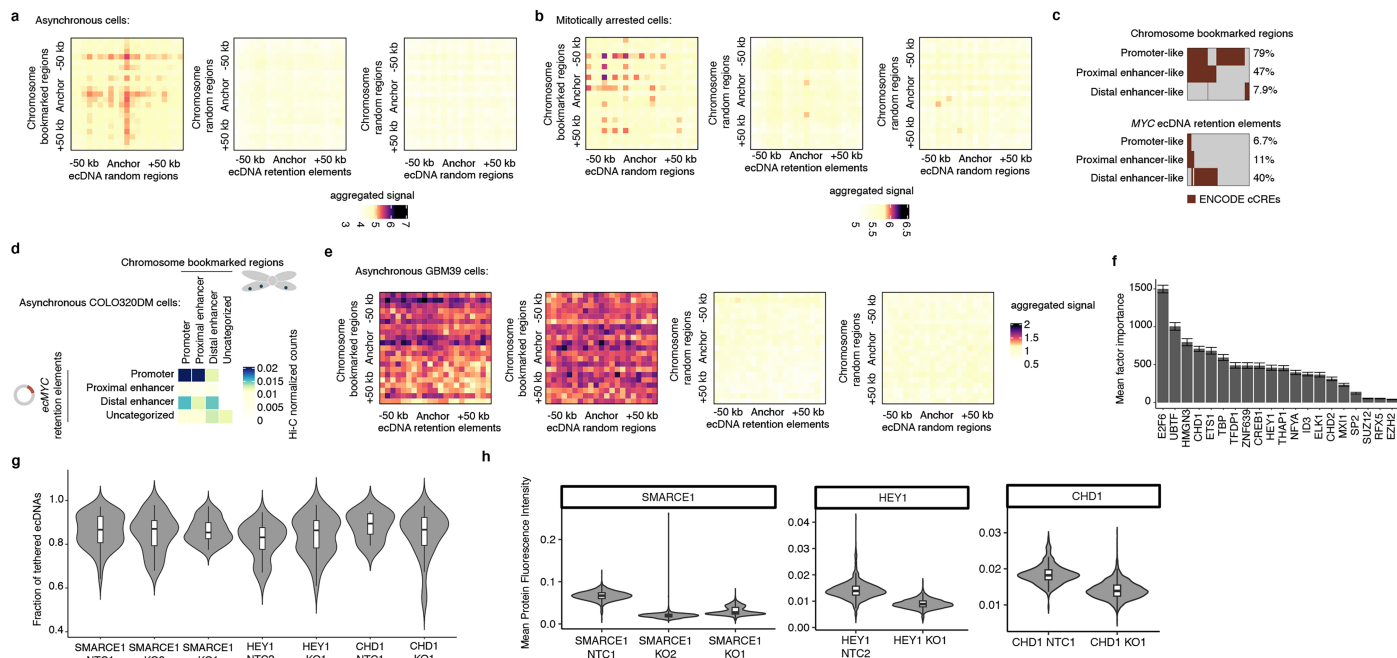 a
Asynchronous cells:
Chromosome
bookmarked regions
-50 kb
Anchor
+50 kb
-50 kb Anchor +50 kb
ecDNA random regions
Chromosome
random regions
-50 kb
Anchor
+50 kb
-50 kb Anchor +50 kb
ecDNA retention elements
Chromosome
random regions
-50 kb
Anchor
+50 kb
-50 kb Anchor +50 kb
ecDNA random regions
aggregated signal
3 4 5 6 7
b
Mitotically arrested cells:
Chromosome
bookmarked regions
-50 kb
Anchor
+50 kb
-50 kb Anchor +50 kb
ecDNA random regions
Chromosome
random regions
-50 kb
Anchor
+50 kb
-50 kb Anchor +50 kb
ecDNA retention elements
Chromosome
random regions
-50 kb
Anchor
+50 kb
-50 kb Anchor +50 kb
ecDNA random regions
aggregated signal
5 5.5 6 6.5
c
Chromosome bookmarked regions
Promoter-like 79%
Proximal enhancer-like 47%
Distal enhancer-like 7.9%
MYC ecDNA retention elements
Promoter-like 6.7%
Proximal enhancer-like 11%
Distal enhancer-like 40%
ENCODE cCREs
d
Chromosome bookmarked regions
Asynchronous COLO320DM cells:
Promoter
Proximal enhancer
Distal enhancer
Uncategorized
ecMYC
retention elements
Promoter
Proximal enhancer
Distal enhancer
Uncategorized
0.02
0.015
0.01
0.005
0
Hi-C normalized counts
e
Asynchronous GBM39 cells:
Chromosome
bookmarked regions
-50 kb
Anchor
+50 kb
-50 kb Anchor +50 kb
ecDNA retention elements
Chromosome
bookmarked regions
-50 kb
Anchor
+50 kb
-50 kb Anchor +50 kb
ecDNA random regions
Chromosome
random regions
-50 kb
Anchor
+50 kb
-50 kb Anchor +50 kb
ecDNA retention elements
Chromosome
random regions
-50 kb
Anchor
+50 kb
-50 kb Anchor +50 kb
ecDNA random regions
aggregated signal
2
1.5
1
0.5
f
Mean factor importance
1500
1000
500
0
E2F6
UBTF
HMGN3
CHD1
ETS1
TBP
TFDP1
ZNF639
CREB1
HEY1
THAP1
NFYA
ID3
ELK1
CHD2
MXI1
SP2
SUZ12
RFX5
EZH2
g
Fraction of tethered ecDNAs
1.0
0.8
0.6
0.4
SMARCE1 SMARCE1 SMARCE1 HEY1 HEY1 CHD1 CHD1
NTC1 KO2 KO1 NTC2 KO1 NTC1 KO1
h
Mean Protein Fluorescence Intensity
SMARCE1
0.2
0.1
0.0
SMARCE1 SMARCE1 SMARCE1
NTC1 KO2 KO1
HEY1
0.04
0.03
0.02
0.01
0.00
HEY1 HEY1 KO1
NTC2
CHD1
0.03
0.02
0.01
CHD1 NTC1 CHD1 KO1